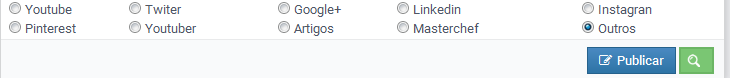 Youtube Twiter Google+ Linkedin Instagran
Pinterest Youtuber Artigos Masterchef Outros
Publicar